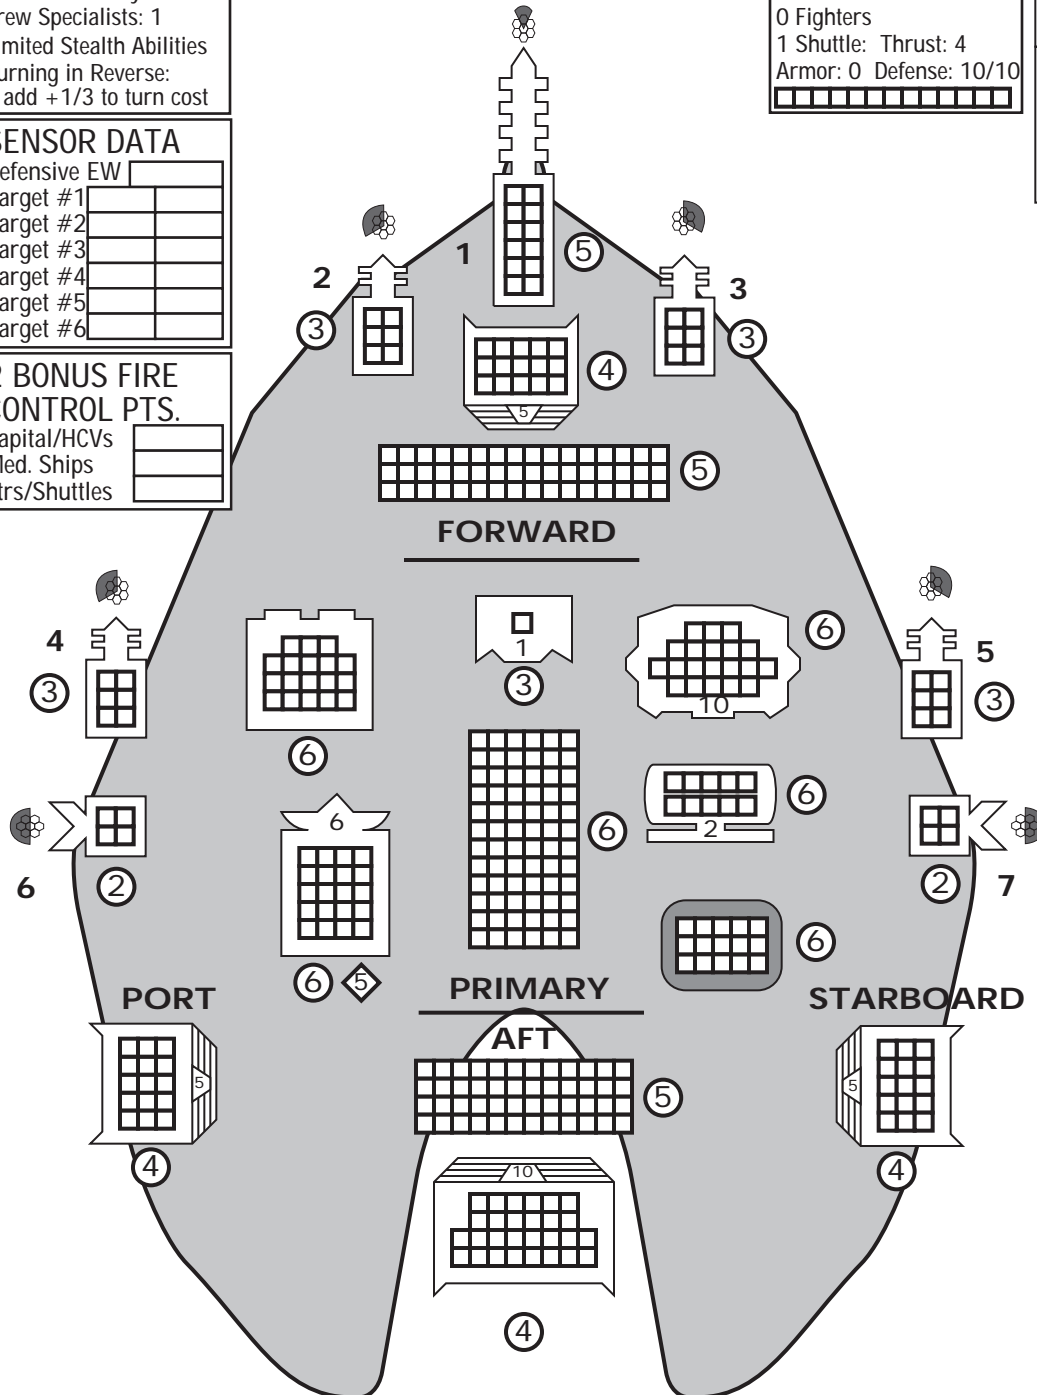 rew Specialists: 1
mited Stealth Abilities
urning in Reverse:
add +1/3 to turn cost
0 Fighters
1 Shuttle: Thrust: 4
Armor: 0 Defense: 10/10
SENSOR DATA
efensive EW
arget #1
arget #2
arget #3
arget #4
arget #5
arget #6
BONUS FIRE
CONTROL PTS.
apital/HCVs
Med. Ships
trs/Shuttles
1
5
2
3
3
3
4
5
5
FORWARD
4
3
6
1
3
6
10
5
3
6
6
6
6
2
6
2
2
7
6
6
5
PORT
PRIMARY
STARBOARD
AFT
5
5
5
4
4
10
4